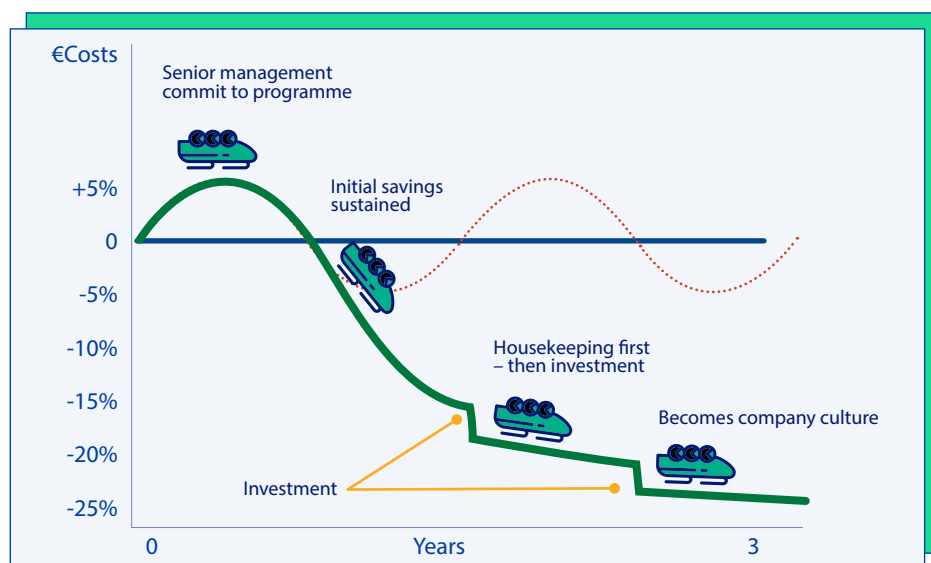 €Costs
Senior management
commit to programme
+5%
Initial savings
sustained
0
-5%
-10%
Housekeeping first
– then investment
-15%
Becomes company culture
-20%
Investment
-25%
0
Years
3